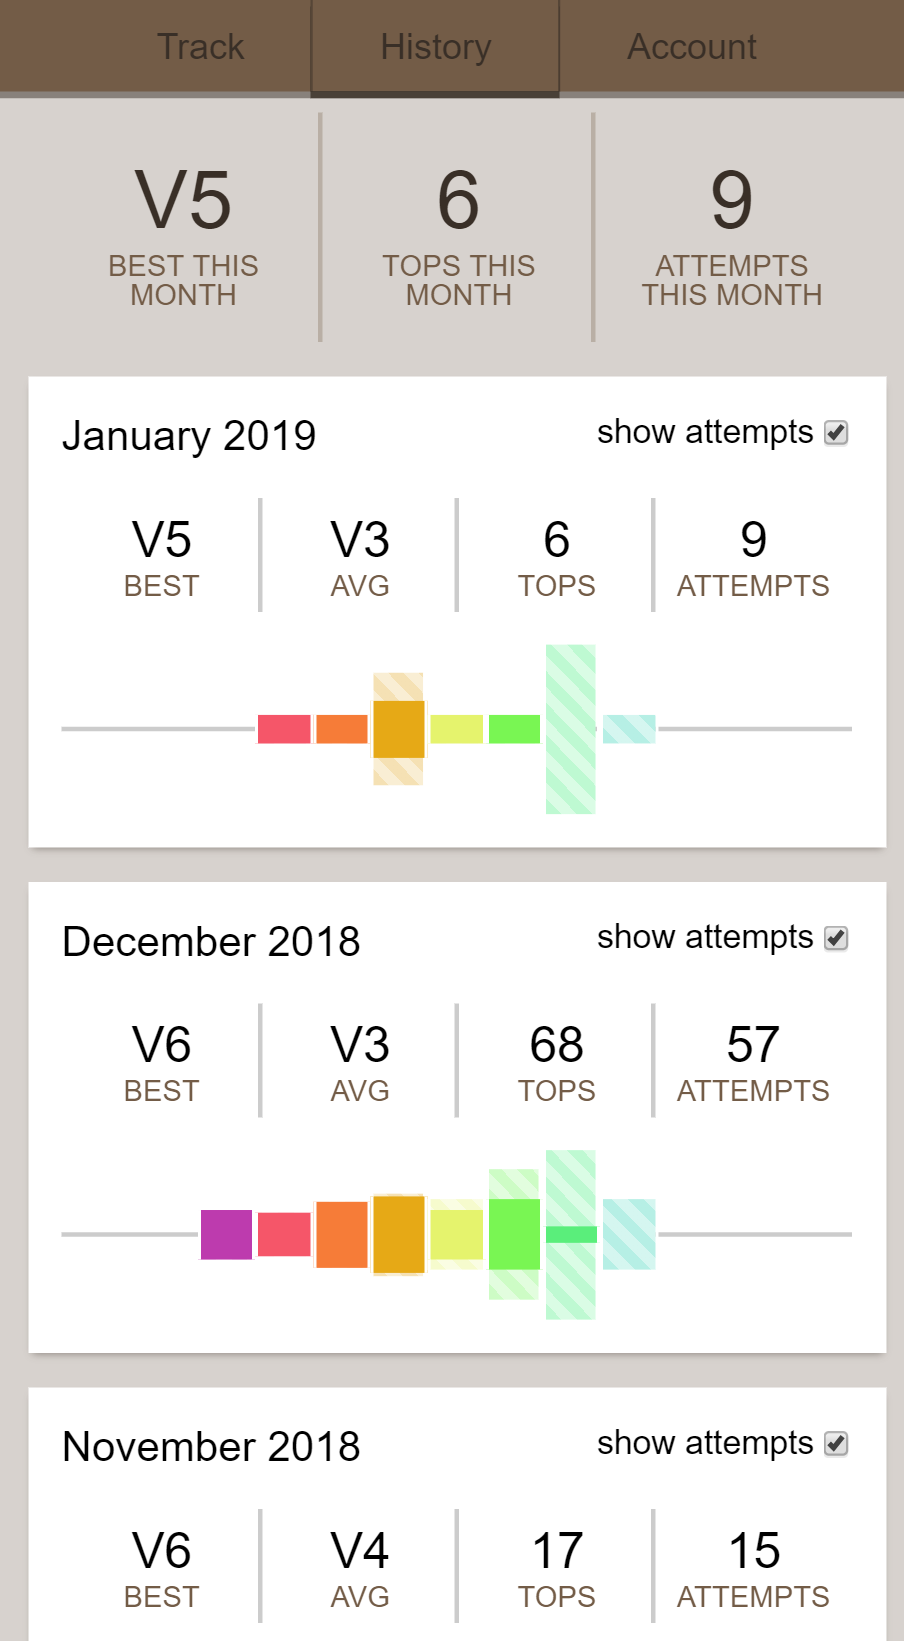 Track History Account
V5 6 9
BEST THIS TOPS THIS ATTEMPTS
MONTH MONTH THIS MONTH
January 2019 show attempts
V5 V3 6 9
BEST AVG TOPS ATTEMPTS
December 2018 show attempts
V6 V3 68 57
BEST AVG TOPS ATTEMPTS
November 2018 show attempts
V6 V4 17 15
BEST AVG TOPS ATTEMPTS